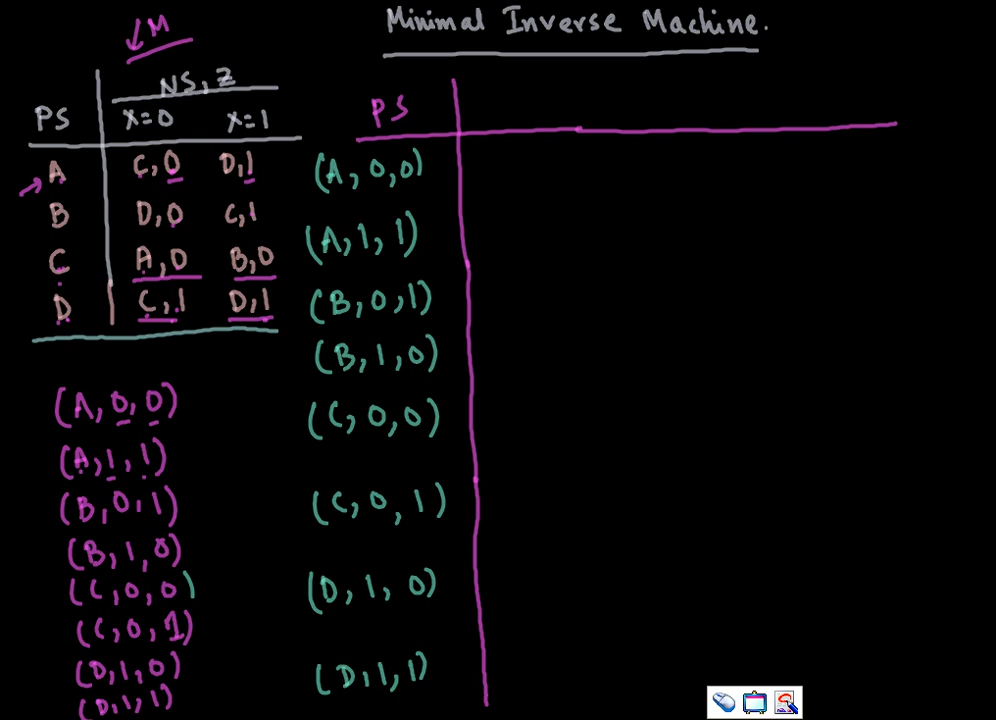 Minimal Inverse Machine.
↓M
NS, Z
PS X=0 X=1
A C,0 D,1
B D,0 C,1
C A,0 B,0
D C,1 D,1
(A, 0, 0)
(A, 1, 1)
(B, 0, 1)
(B, 1, 0)
(C, 0, 0)
(C, 0, 1)
(D, 1, 0)
(D, 1, 1)
PS
(A, 0, 0)
(A, 1, 1)
(B, 0, 1)
(B, 1, 0)
(C, 0, 0)
(C, 0, 1)
(D, 1, 0)
(D, 1, 1)